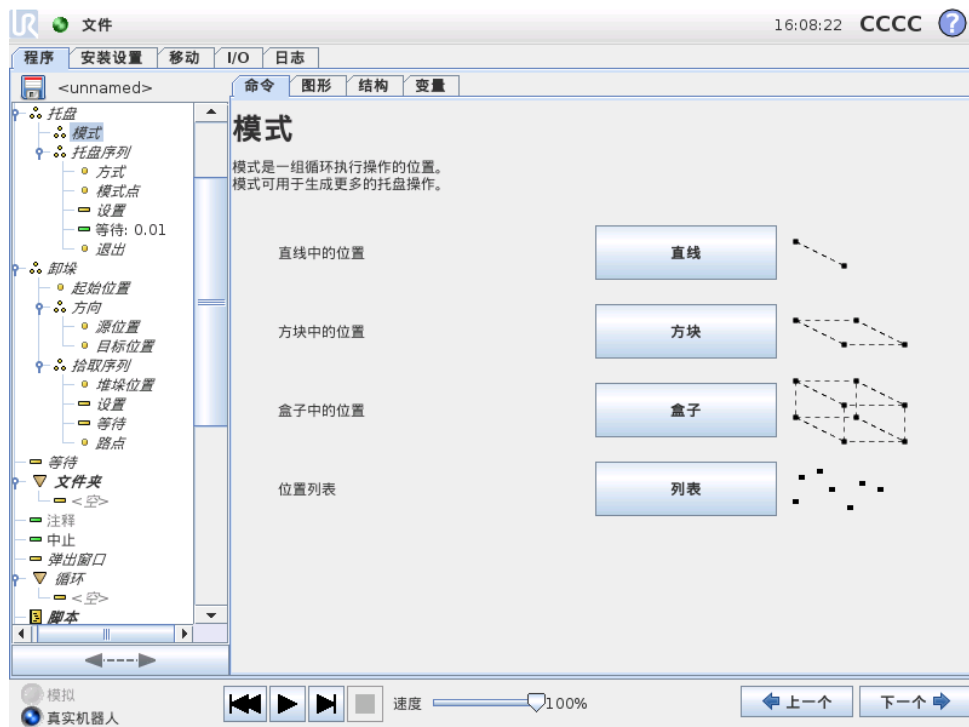 UR 文件 16:08:22 CCCC ?
程序 安装设置 移动 I/O 日志
<unnamed>
命令 图形 结构 变量
托盘
模式
托盘序列
方式
模式点
设置
等待: 0.01
退出
卸垛
起始位置
方向
源位置
目标位置
拾取序列
堆垛位置
设置
等待
路点
等待
文件夹
<空>
注释
中止
弹出窗口
循环
<空>
脚本
模式
模式是一组循环执行操作的位置。
模式可用于生成更多的托盘操作。
直线中的位置 直线
方块中的位置 方块
盒子中的位置 盒子
位置列表 列表
模拟
真实机器人
速度 100%
上一个 下一个